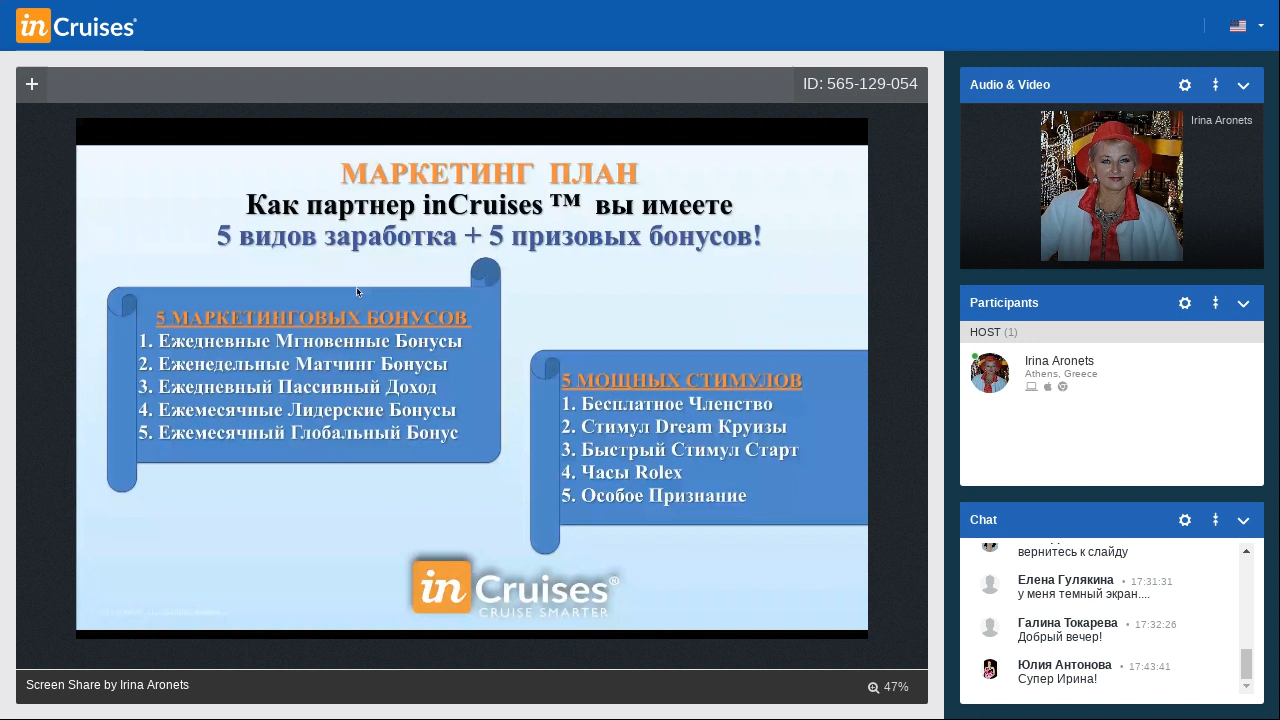 in Cruises®
ID: 565-129-054
МАРКЕТИНГ ПЛАН
Как партнер inCruises ™ вы имеете
5 видов заработка + 5 призовых бонусов!
5 МАРКЕТИНГОВЫХ БОНУСОВ
1. Ежедневные Мгновенные Бонусы
2. Еженедельные Матчинг Бонусы
3. Ежедневный Пассивный Доход
4. Ежемесячные Лидерские Бонусы
5. Ежемесячный Глобальный Бонус
5 МОЩНЫХ СТИМУЛОВ
1. Бесплатное Членство
2. Стимул Dream Круизы
3. Быстрый Стимул Старт
4. Часы Rolex
5. Особое Признание
in Cruises®
CRUISE SMARTER
Screen Share by Irina Aronets
47%
Audio & Video
Irina Aronets
Participants
HOST (1)
Irina Aronets
Athens, Greece
Chat
вернитесь к слайду
Елена Гулякина • 17:31:31
у меня темный экран....
Галина Токарева • 17:32:26
Добрый вечер!
Юлия Антонова • 17:43:41
Супер Ирина!